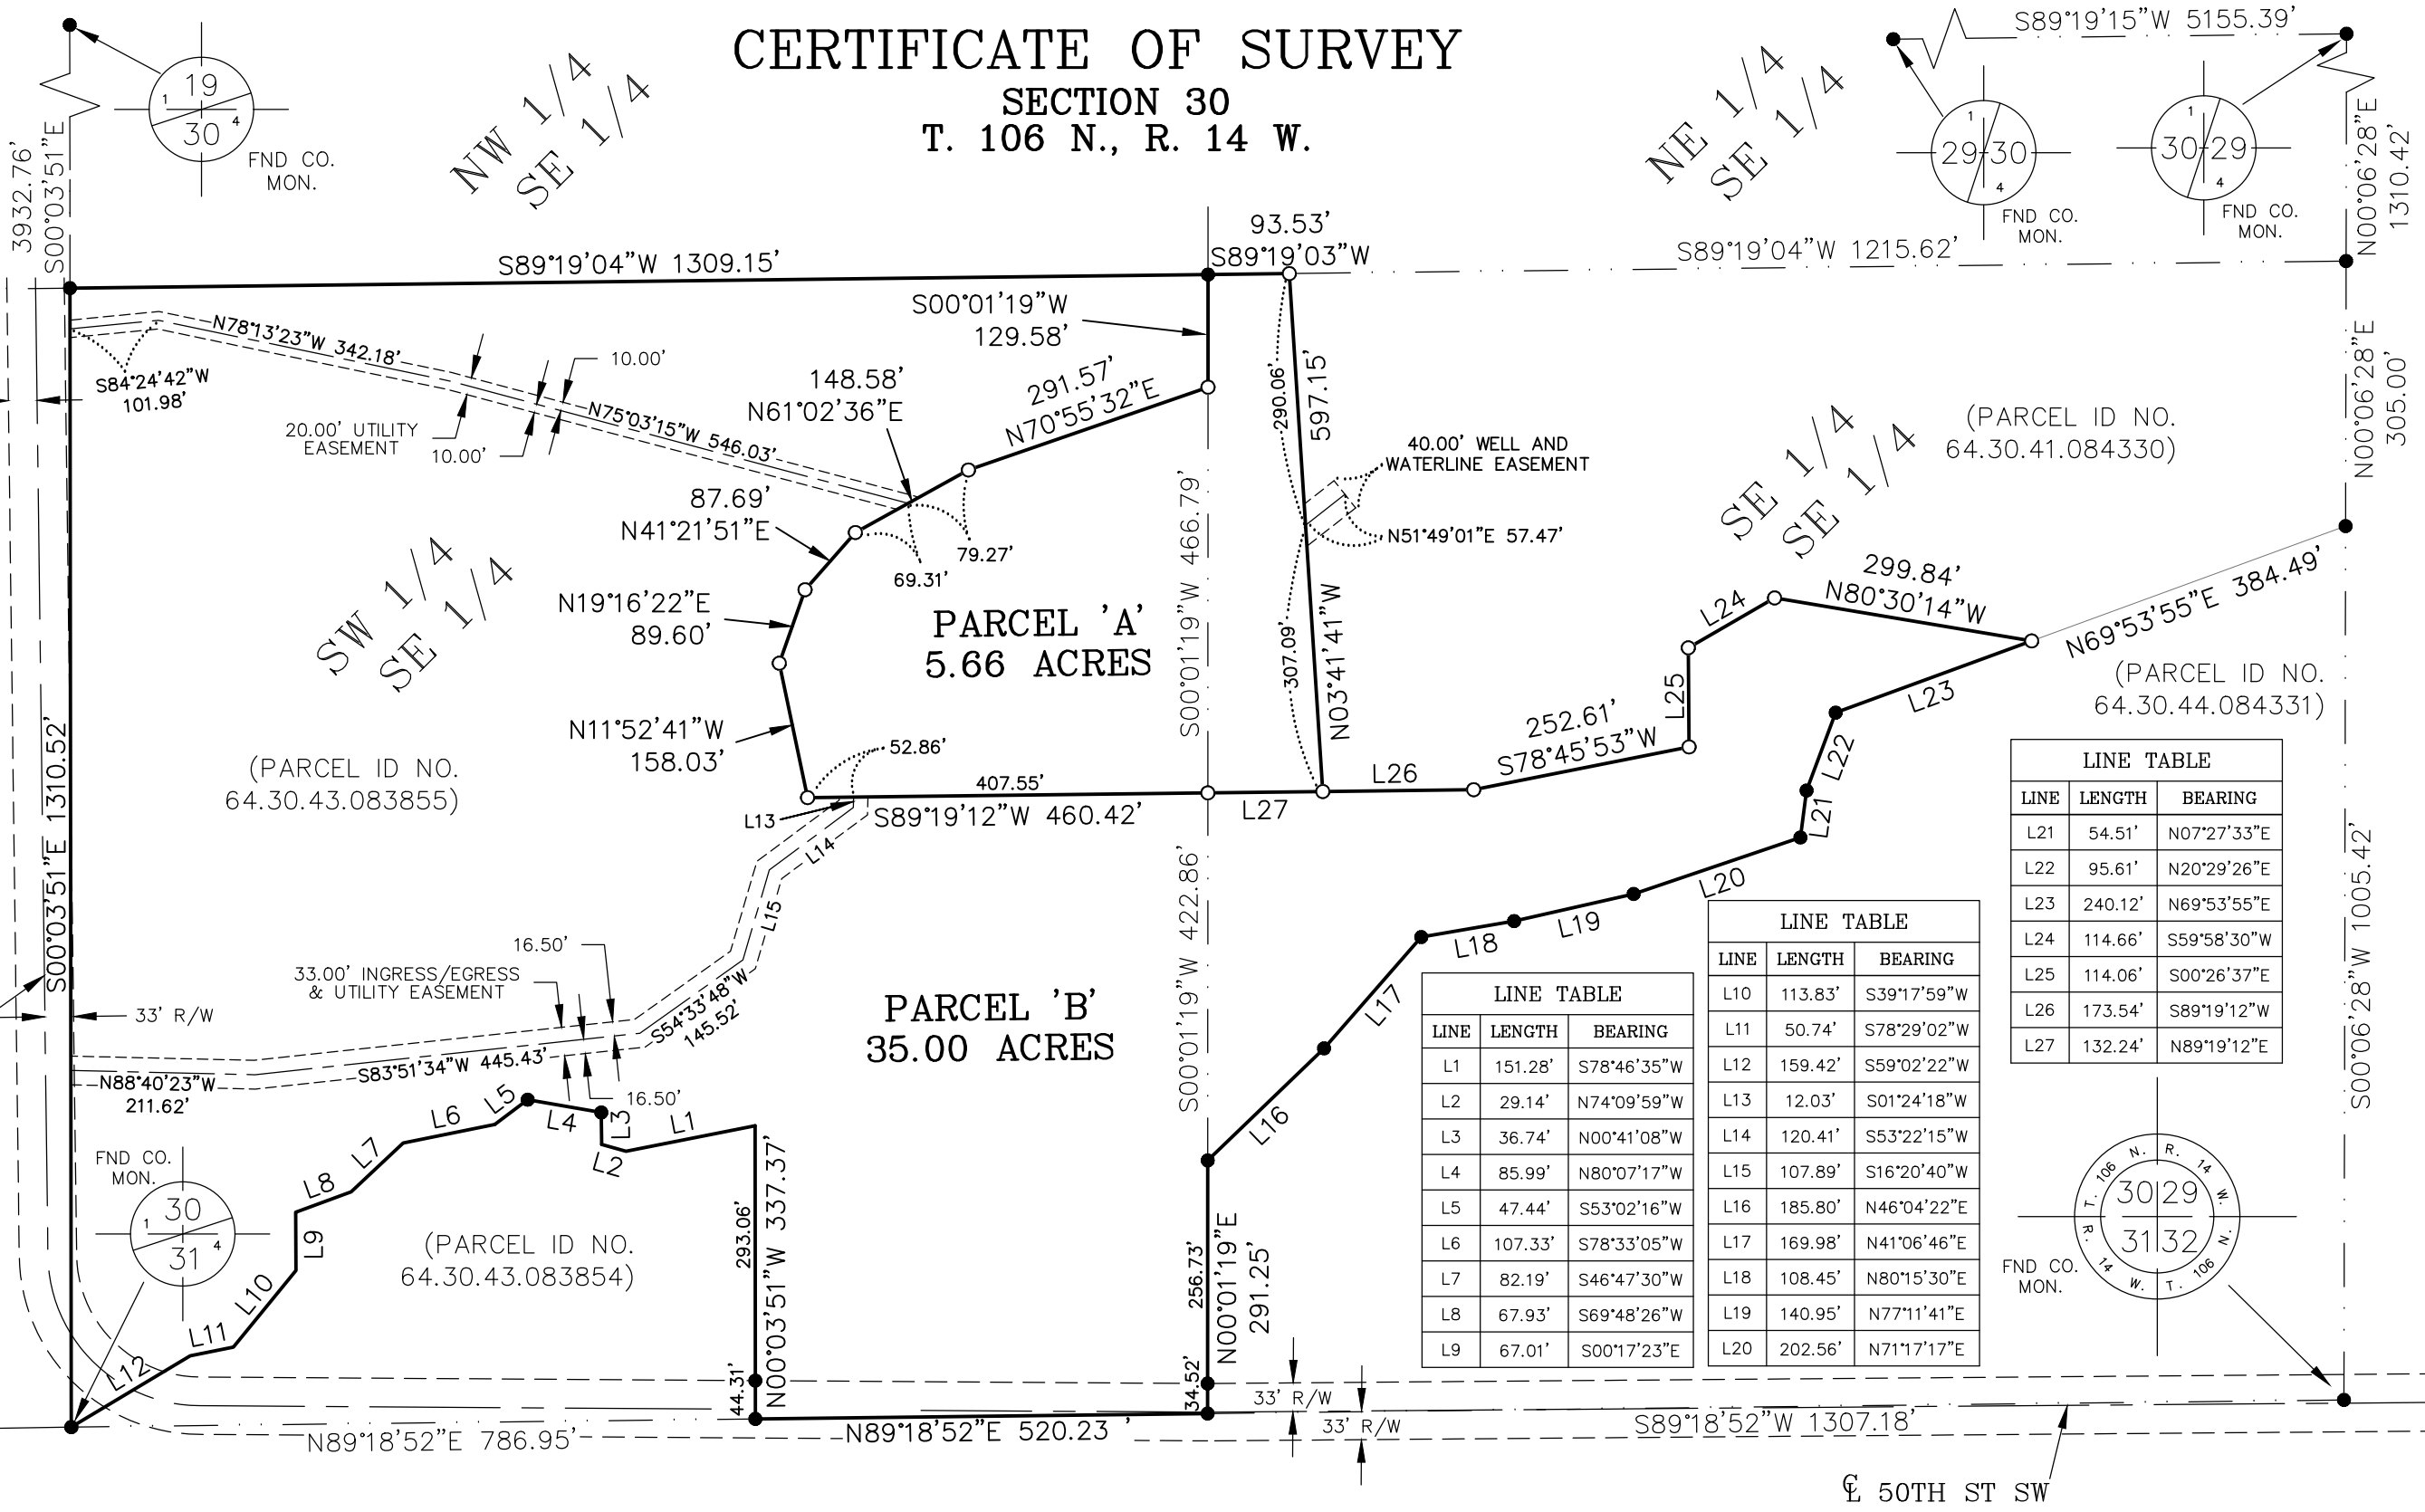 CERTIFICATE OF SURVEY
SECTION 30
T. 106 N., R. 14 W.
19
30
1
4
FND CO.
MON.
3932.76'
S00°03'51"E
NW 1/4
SE 1/4
NE 1/4
SE 1/4
S89°19'15"W 5155.39'
29 30
1
4
FND CO.
MON.
30 29
1
4
FND CO.
MON.
N00°06'28"E
1310.42'
S89°19'04"W 1309.15'
93.53'
S89°19'03"W
S89°19'04"W 1215.62'
S00°01'19"W
129.58'
N78°13'23"W 342.18'
S84°24'42"W
101.98'
10.00'
20.00' UTILITY
EASEMENT
10.00'
N75°03'15"W 546.03'
148.58'
N61°02'36"E
291.57'
N70°55'32"E
290.06'
597.15'
N00°06'28"E
305.00'
(PARCEL ID NO.
64.30.41.084330)
40.00' WELL AND
WATERLINE EASEMENT
N51°49'01"E 57.47'
SE 1/4
SE 1/4
87.69'
N41°21'51"E
79.27'
69.31'
S00°01'19"W 466.79'
N19°16'22"E
89.60'
SW 1/4
SE 1/4
PARCEL 'A'
5.66 ACRES
307.09'
N03°41'41"W
299.84'
N80°30'14"W
L24
L25
N69°53'55"E 384.49'
(PARCEL ID NO.
64.30.44.084331)
L23
N11°52'41"W
158.03'
52.86'
252.61'
S78°45'53"W
L22
(PARCEL ID NO.
64.30.43.083855)
407.55'
S89°19'12"W 460.42'
L13
L27
L26
L21
S00°03'51"E 1310.52'
L14
L15
S00°01'19"W 422.86'
L20
L19
L18
L17
L16
S00°06'28"W 1005.42'
16.50'
33.00' INGRESS/EGRESS
& UTILITY EASEMENT
33' R/W
S54°33'48"W
145.52'
N88°40'23"W
211.62'
S83°51'34"W 445.43'
16.50'
PARCEL 'B'
35.00 ACRES
L5
L4
L3
L6
L1
L2
L7
L8
L9
L10
L11
L12
FND CO.
MON.
30
31
1
4
(PARCEL ID NO.
64.30.43.083854)
293.06'
N00°03'51"W 337.37'
44.31'
256.73'
N00°01'19"E
291.25'
34.52'
33' R/W
33' R/W
N89°18'52"E 786.95'
N89°18'52"E 520.23 '
S89°18'52"W 1307.18'
℄ 50TH ST SW
LINE TABLE
LINE LENGTH BEARING
L1 151.28' S78°46'35"W
L2 29.14' N74°09'59"W
L3 36.74' N00°41'08"W
L4 85.99' N80°07'17"W
L5 47.44' S53°02'16"W
L6 107.33' S78°33'05"W
L7 82.19' S46°47'30"W
L8 67.93' S69°48'26"W
L9 67.01' S00°17'23"E
LINE TABLE
LINE LENGTH BEARING
L10 113.83' S39°17'59"W
L11 50.74' S78°29'02"W
L12 159.42' S59°02'22"W
L13 12.03' S01°24'18"W
L14 120.41' S53°22'15"W
L15 107.89' S16°20'40"W
L16 185.80' N46°04'22"E
L17 169.98' N41°06'46"E
L18 108.45' N80°15'30"E
L19 140.95' N77°11'41"E
L20 202.56' N71°17'17"E
LINE TABLE
LINE LENGTH BEARING
L21 54.51' N07°27'33"E
L22 95.61' N20°29'26"E
L23 240.12' N69°53'55"E
L24 114.66' S59°58'30"W
L25 114.06' S00°26'37"E
L26 173.54' S89°19'12"W
L27 132.24' N89°19'12"E
T. 106 N. R. 14 W.
30 29
31 32
R. 14 W. T. 106 N.
FND CO.
MON.